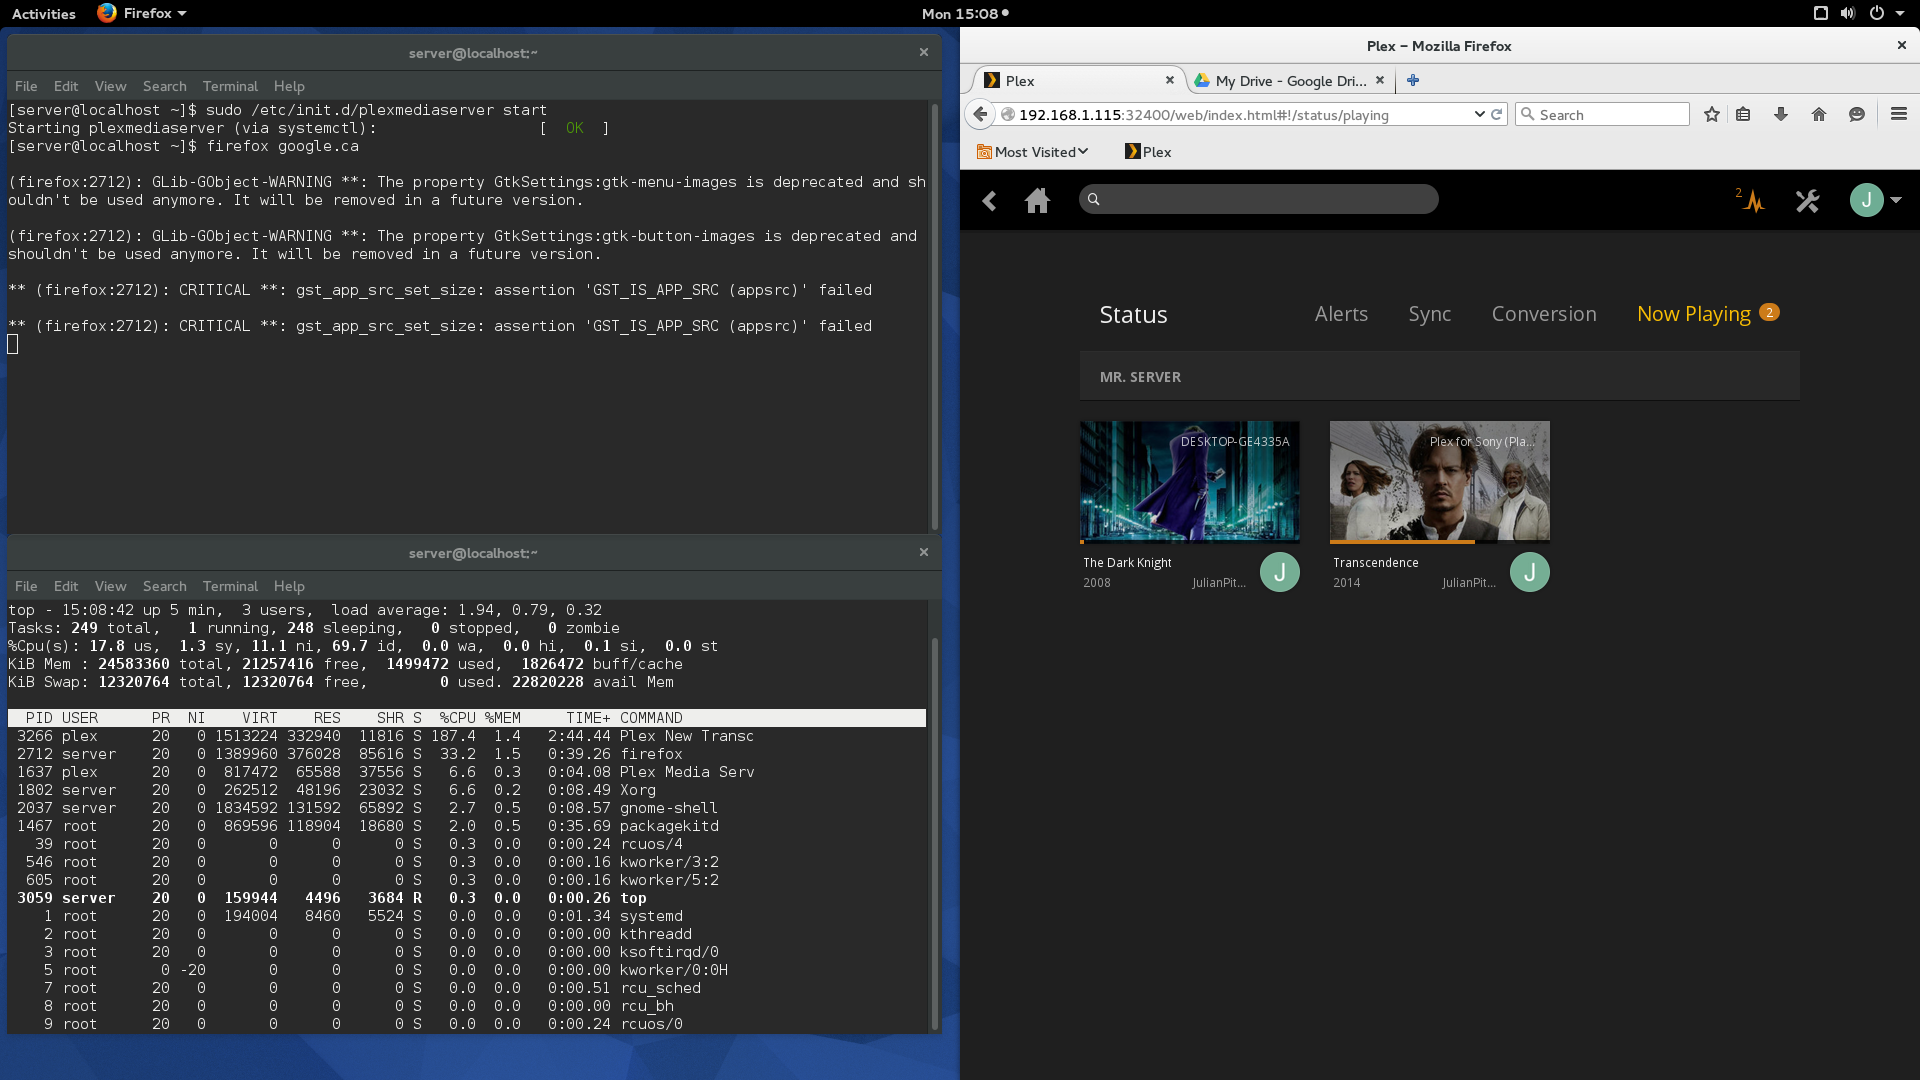 Activities Firefox Mon 15:08
server@localhost:~
File Edit View Search Terminal Help
[server@localhost ~]$ sudo /etc/init.d/plexmediaserver start
Starting plexmediaserver (via systemctl): [ OK ]
[server@localhost ~]$ firefox google.ca
(firefox:2712): GLib-GObject-WARNING **: The property GtkSettings:gtk-menu-images is deprecated and sh
ouldn't be used anymore. It will be removed in a future version.
(firefox:2712): GLib-GObject-WARNING **: The property GtkSettings:gtk-button-images is deprecated and
shouldn't be used anymore. It will be removed in a future version.
** (firefox:2712): CRITICAL **: gst_app_src_set_size: assertion 'GST_IS_APP_SRC (appsrc)' failed
** (firefox:2712): CRITICAL **: gst_app_src_set_size: assertion 'GST_IS_APP_SRC (appsrc)' failed
server@localhost:~
File Edit View Search Terminal Help
top - 15:08:42 up 5 min, 3 users, load average: 1.94, 0.79, 0.32
Tasks: 249 total, 1 running, 248 sleeping, 0 stopped, 0 zombie
%Cpu(s): 17.8 us, 1.3 sy, 11.1 ni, 69.7 id, 0.0 wa, 0.0 hi, 0.1 si, 0.0 st
KiB Mem : 24583360 total, 21257416 free, 1499472 used, 1826472 buff/cache
KiB Swap: 12320764 total, 12320764 free, 0 used. 22820228 avail Mem
PID USER PR NI VIRT RES SHR S %CPU %MEM TIME+ COMMAND
3266 plex 20 0 1513224 332940 11816 S 187.4 1.4 2:44.44 Plex New Transc
2712 server 20 0 1389960 376028 85616 S 33.2 1.5 0:39.26 firefox
1637 plex 20 0 817472 65588 37556 S 6.6 0.3 0:04.08 Plex Media Serv
1802 server 20 0 262512 48196 23032 S 6.6 0.2 0:08.49 Xorg
2037 server 20 0 1834592 131592 65892 S 2.7 0.5 0:08.57 gnome-shell
1467 root 20 0 869596 118904 18680 S 2.0 0.5 0:35.69 packagekitd
39 root 20 0 0 0 0 S 0.3 0.0 0:00.24 rcuos/4
546 root 20 0 0 0 0 S 0.3 0.0 0:00.16 kworker/3:2
605 root 20 0 0 0 0 S 0.3 0.0 0:00.16 kworker/5:2
3059 server 20 0 159944 4496 3684 R 0.3 0.0 0:00.26 top
1 root 20 0 194004 8460 5524 S 0.0 0.0 0:01.34 systemd
2 root 20 0 0 0 0 S 0.0 0.0 0:00.00 kthreadd
3 root 20 0 0 0 0 S 0.0 0.0 0:00.00 ksoftirqd/0
5 root 0 -20 0 0 0 S 0.0 0.0 0:00.00 kworker/0:0H
7 root 20 0 0 0 0 S 0.0 0.0 0:00.51 rcu_sched
8 root 20 0 0 0 0 S 0.0 0.0 0:00.00 rcu_bh
9 root 20 0 0 0 0 S 0.0 0.0 0:00.24 rcuos/0
Plex – Mozilla Firefox
Plex My Drive - Google Dri...
192.168.1.115:32400/web/index.html#!/status/playing Search
Most Visited Plex
2 J
Status Alerts Sync Conversion Now Playing 2
MR. SERVER
DESKTOP-GE4335A
The Dark Knight
2008 JulianPit... J
Plex for Sony (Pla...
Transcendence
2014 JulianPit... J